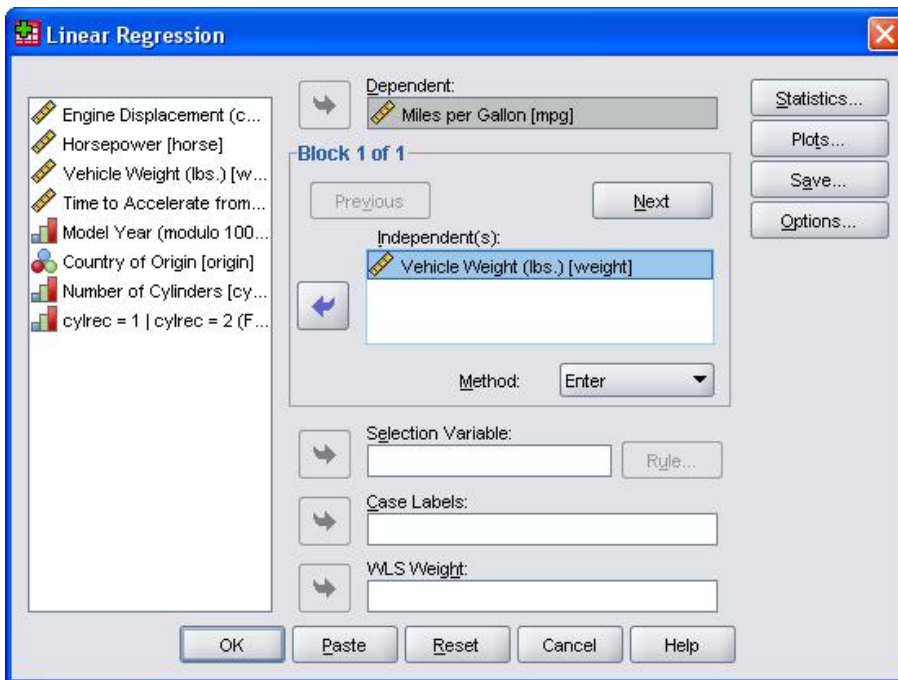 Linear Regression
Engine Displacement (c...
Horsepower [horse]
Vehicle Weight (lbs.) [w...
Time to Accelerate from...
Model Year (modulo 100...
Country of Origin [origin]
Number of Cylinders [cy...
cylrec = 1 | cylrec = 2 (F...
Dependent:
Miles per Gallon [mpg]
Block 1 of 1
Previous
Next
Independent(s):
Vehicle Weight (lbs.) [weight]
Method:
Enter
Selection Variable:
Rule...
Case Labels:
WLS Weight:
Statistics...
Plots...
Save...
Options...
OK
Paste
Reset
Cancel
Help